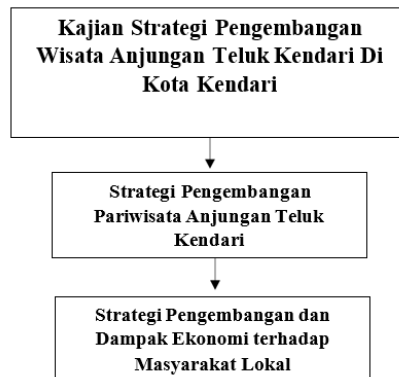 Kajian Strategi Pengembangan
Wisata Anjungan Teluk Kendari Di
Kota Kendari
Strategi Pengembangan
Pariwisata Anjungan Teluk
Kendari
Strategi Pengembangan dan
Dampak Ekonomi terhadap
Masyarakat Lokal